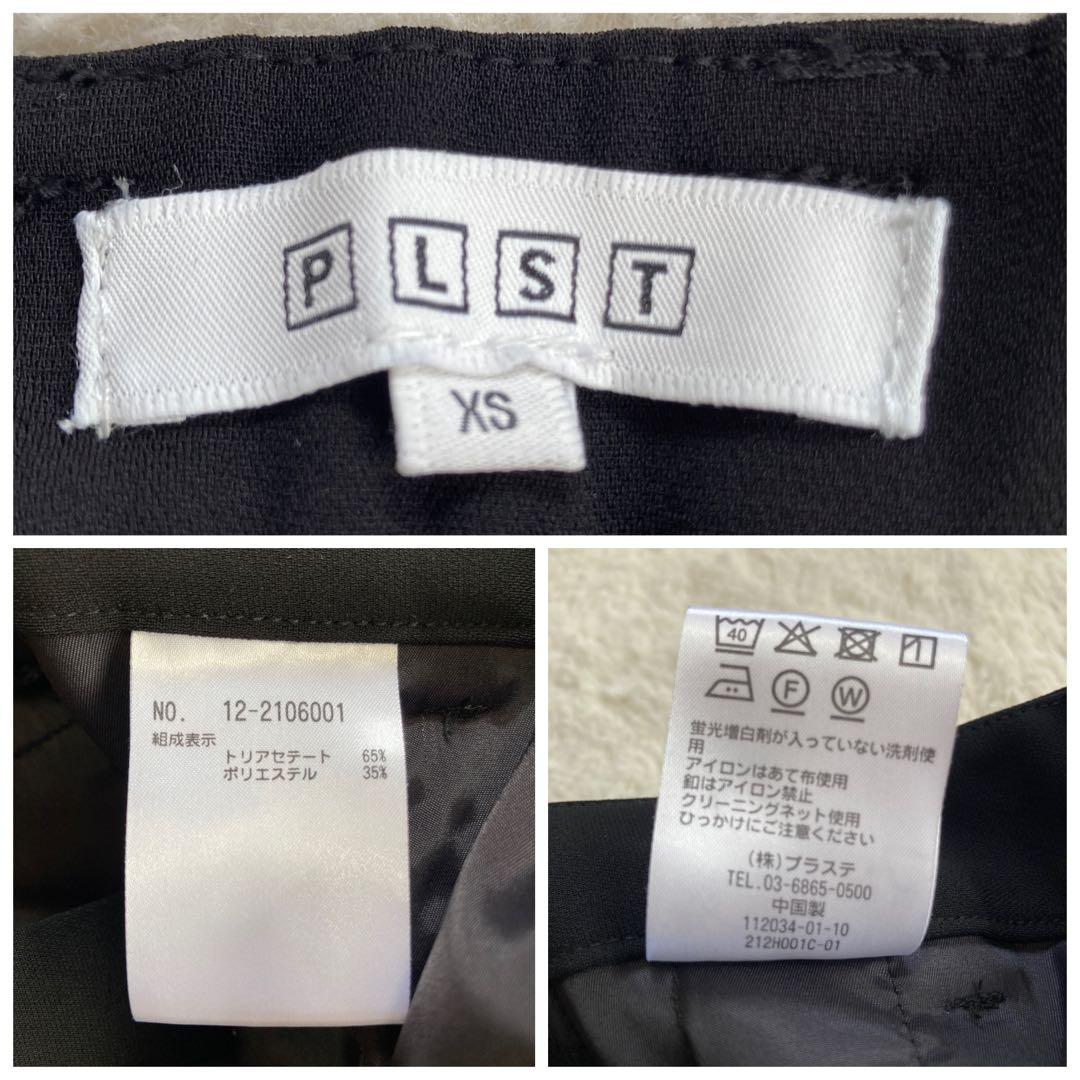 PLST
XS
NO. 12-2106001
組成表示
トリアセテート 65%
ポリエステル 35%
40
F W
蛍光増白剤が入っていない洗剤使
用
アイロンはあて布使用
釦はアイロン禁止
クリーニングネット使用
ひっかけにご注意ください
(株)プラステ
TEL.03-6865-0500
中国製
112034-01-10
212H001C-01